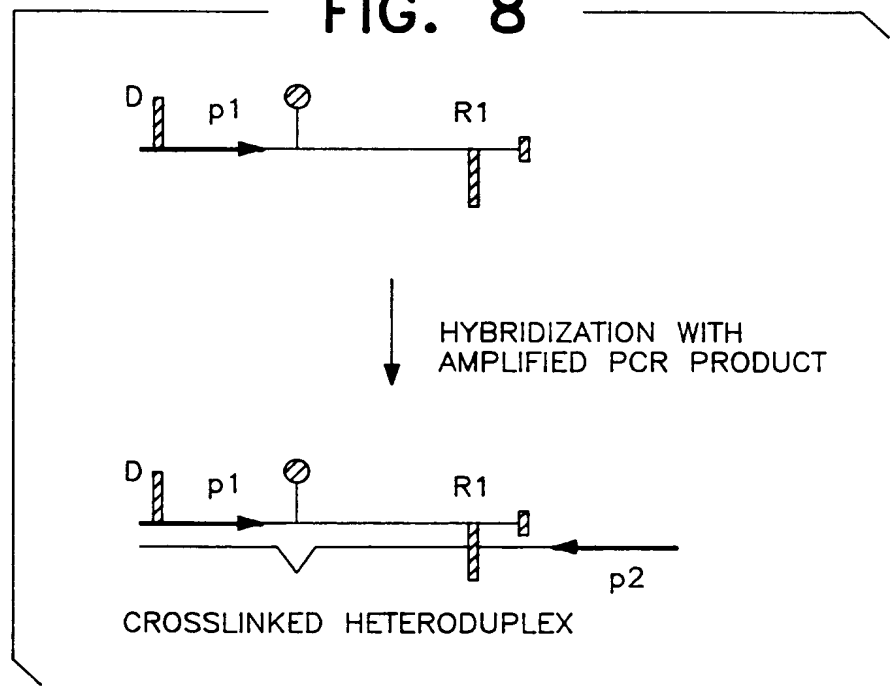 FIG. 8
D p1 R1
HYBRIDIZATION WITH
AMPLIFIED PCR PRODUCT
D p1 R1
p2
CROSSLINKED HETERODUPLEX